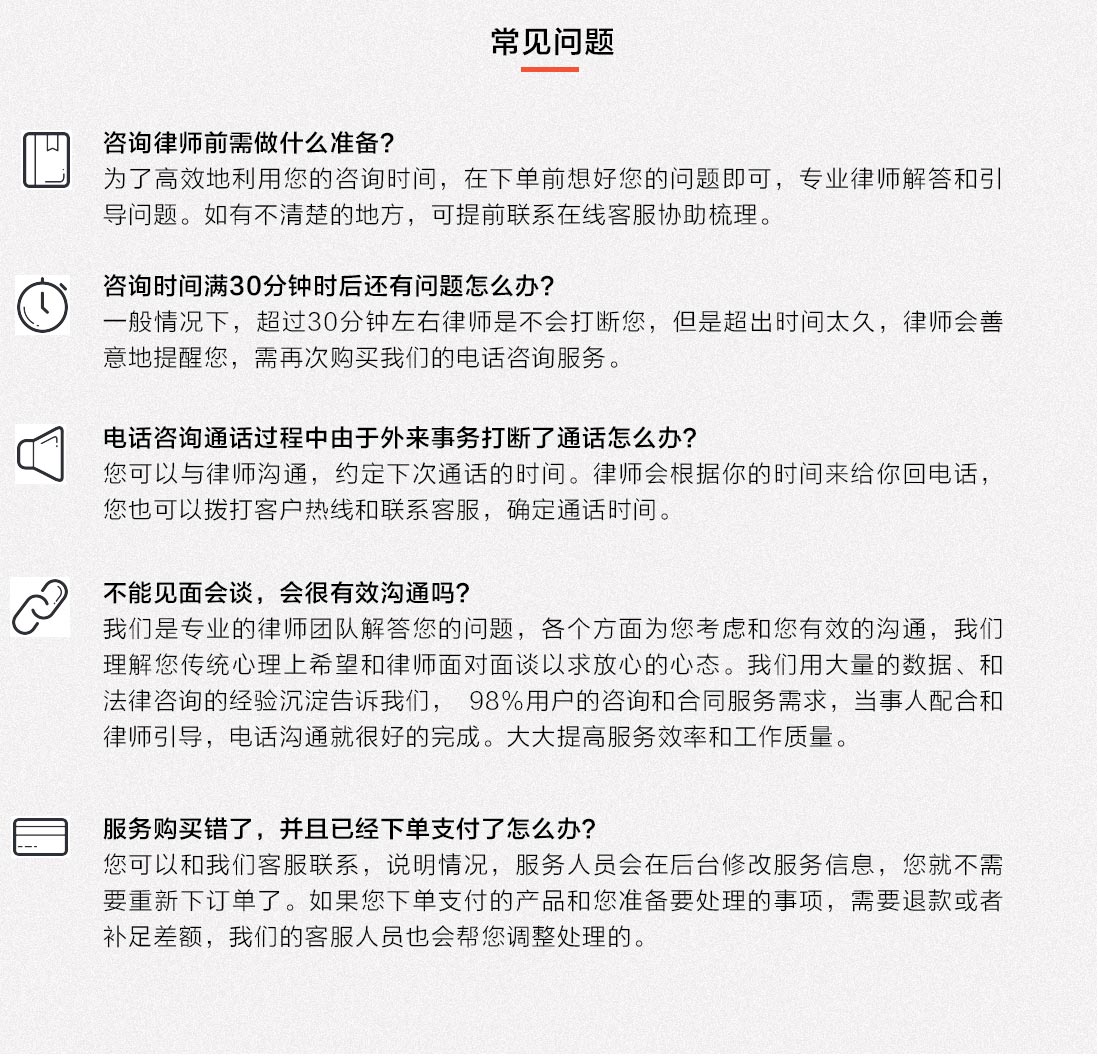 常见问题
咨询律师前需做什么准备?
为了高效地利用您的咨询时间，在下单前想好您的问题即可，专业律师解答和引
导问题。如有不清楚的地方，可提前联系在线客服协助梳理。
咨询时间满30分钟时后还有问题怎么办?
一般情况下，超过30分钟左右律师是不会打断您，但是超出时间太久，律师会善
意地提醒您，需再次购买我们的电话咨询服务。
电话咨询通话过程中由于外来事务打断了通话怎么办?
您可以与律师沟通，约定下次通话的时间。律师会根据你的时间来给你回电话，
您也可以拨打客户热线和联系客服，确定通话时间。
不能见面会谈，会很有效沟通吗?
我们是专业的律师团队解答您的问题，各个方面为您考虑和您有效的沟通，我们
理解您传统心理上希望和律师面对面谈以求放心的心态。我们用大量的数据、和
法律咨询的经验沉淀告诉我们， 98%用户的咨询和合同服务需求，当事人配合和
律师引导，电话沟通就很好的完成。大大提高服务效率和工作质量。
服务购买错了，并且已经下单支付了怎么办?
您可以和我们客服联系，说明情况，服务人员会在后台修改服务信息，您就不需
要重新下订单了。如果您下单支付的产品和您准备要处理的事项，需要退款或者
补足差额，我们的客服人员也会帮您调整处理的。